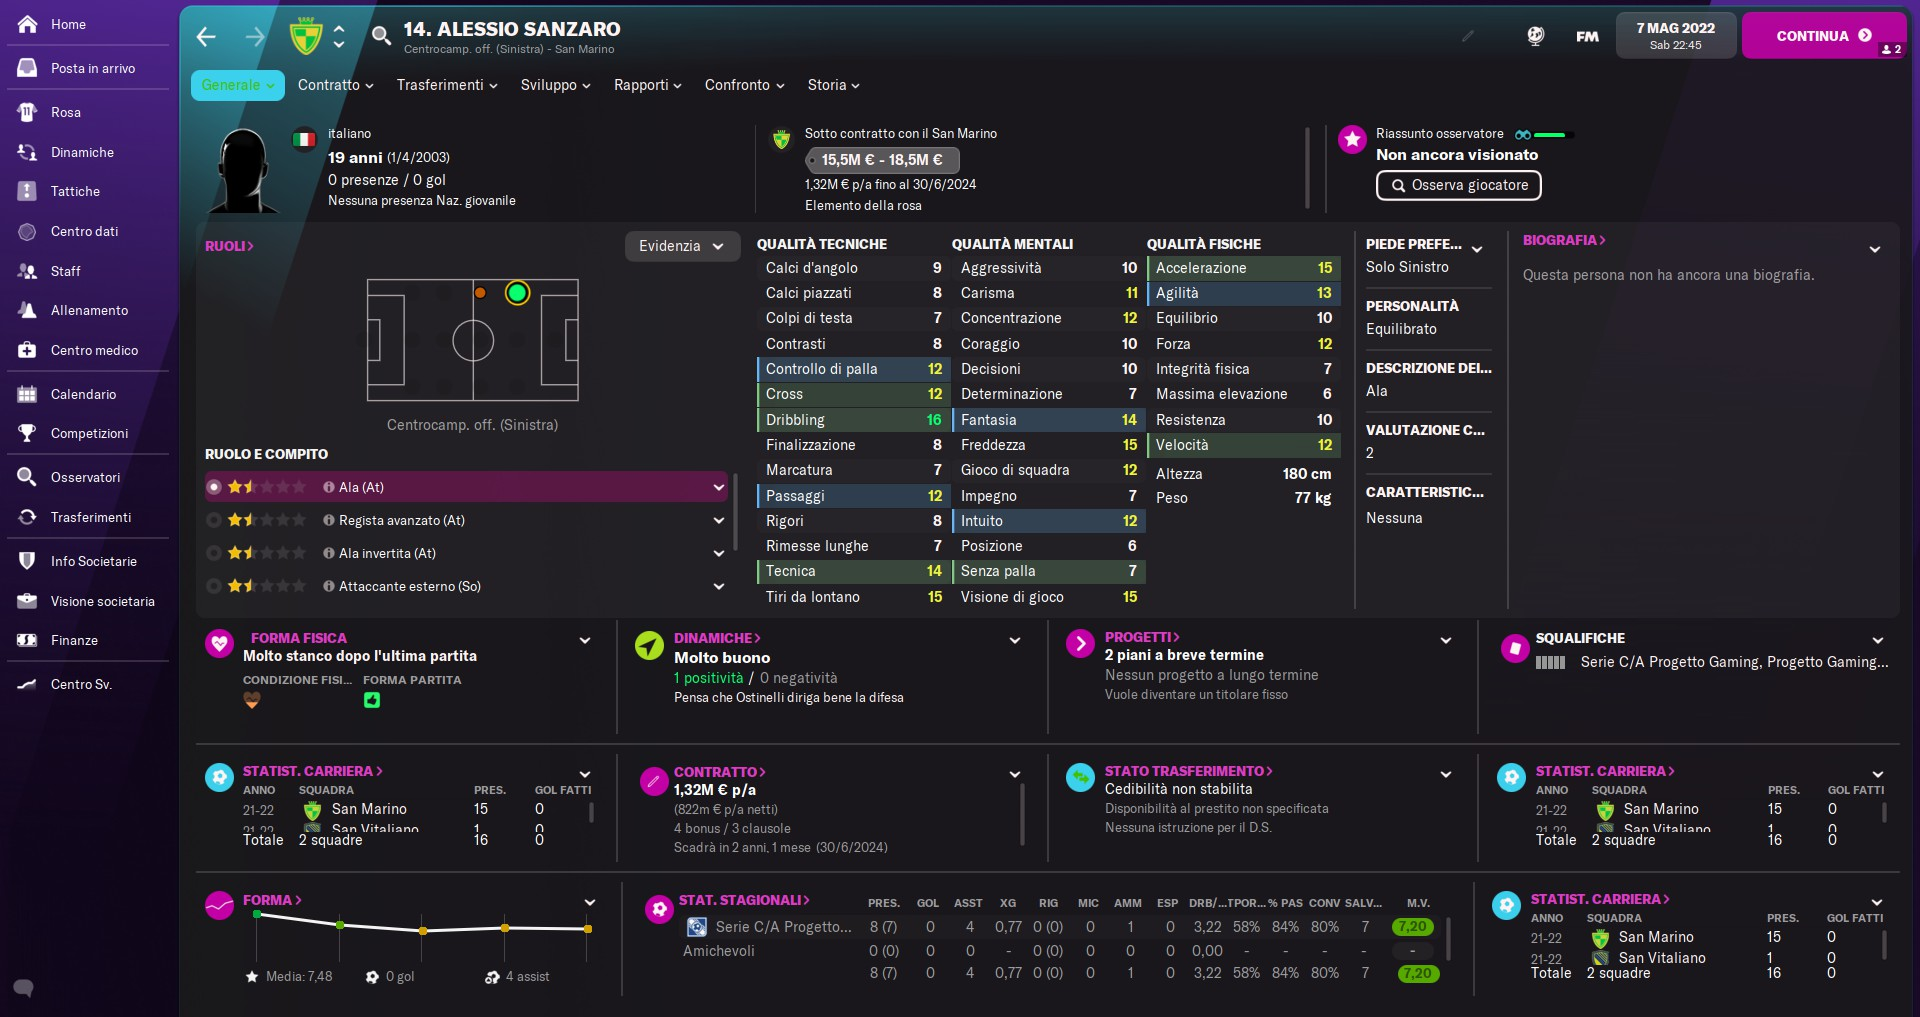 Home
Posta in arrivo
Rosa
Dinamiche
Tattiche
Centro dati
Staff
Allenamento
Centro medico
Calendario
Competizioni
Osservatori
Trasferimenti
Info Societarie
Visione societaria
Finanze
Centro Sv.
14. ALESSIO SANZARO
Centrocamp. off. (Sinistra) - San Marino
FM
7 MAG 2022
Sab 22:45
CONTINUA
2
Generale
Contratto
Trasferimenti
Sviluppo
Rapporti
Confronto
Storia
italiano
19 anni (1/4/2003)
0 presenze / 0 gol
Nessuna presenza Naz. giovanile
Sotto contratto con il San Marino
15,5M € - 18,5M €
1,32M € p/a fino al 30/6/2024
Elemento della rosa
Riassunto osservatore
Non ancora visionato
Osserva giocatore
RUOLI
Evidenzia
Centrocamp. off. (Sinistra)
RUOLO E COMPITO
Ala (At)
Regista avanzato (At)
Ala invertita (At)
Attaccante esterno (So)
QUALITÀ TECNICHE
Calci d'angolo 9
Calci piazzati 8
Colpi di testa 7
Contrasti 8
Controllo di palla 12
Cross 12
Dribbling 16
Finalizzazione 8
Marcatura 7
Passaggi 12
Rigori 8
Rimesse lunghe 7
Tecnica 14
Tiri da lontano 15
QUALITÀ MENTALI
Aggressività 10
Carisma 11
Concentrazione 12
Coraggio 10
Decisioni 10
Determinazione 7
Fantasia 14
Freddezza 15
Gioco di squadra 12
Impegno 7
Intuito 12
Posizione 6
Senza palla 7
Visione di gioco 15
QUALITÀ FISICHE
Accelerazione 15
Agilità 13
Equilibrio 10
Forza 12
Integrità fisica 7
Massima elevazione 6
Resistenza 10
Velocità 12
Altezza 180 cm
Peso 77 kg
PIEDE PREFE...
Solo Sinistro
PERSONALITÀ
Equilibrato
DESCRIZIONE DEI...
Ala
VALUTAZIONE C...
2
CARATTERISTIC...
Nessuna
BIOGRAFIA
Questa persona non ha ancora una biografia.
FORMA FISICA
Molto stanco dopo l'ultima partita
CONDIZIONE FISI... FORMA PARTITA
DINAMICHE
Molto buono
1 positività / 0 negatività
Pensa che Ostinelli diriga bene la difesa
PROGETTI
2 piani a breve termine
Nessun progetto a lungo termine
Vuole diventare un titolare fisso
SQUALIFICHE
Serie C/A Progetto Gaming, Progetto Gaming...
STATIST. CARRIERA
ANNO SQUADRA PRES. GOL FATTI
21-22 San Marino 15 0
21-22 San Vitaliano 1 0
Totale 2 squadre 16 0
CONTRATTO
1,32M € p/a
(822m € p/a netti)
4 bonus / 3 clausole
Scadrà in 2 anni, 1 mese (30/6/2024)
STATO TRASFERIMENTO
Cedibilità non stabilita
Disponibilità al prestito non specificata
Nessuna istruzione per il D.S.
STATIST. CARRIERA
ANNO SQUADRA PRES. GOL FATTI
21-22 San Marino 15 0
21-22 San Vitaliano 1 0
Totale 2 squadre 16 0
FORMA
Media: 7,48 0 gol 4 assist
STAT. STAGIONALI PRES. GOL ASST XG RIG MIC AMM ESP DRB/... TPOR... % PAS CONV SALV... M.V.
Serie C/A Progetto... 8 (7) 0 4 0,77 0 (0) 0 1 0 3,22 58% 84% 80% 7 7,20
Amichevoli 0 (0) 0 0 - 0 (0) 0 0 0 0,00 - - - - -
8 (7) 0 4 0,77 0 (0) 0 1 0 3,22 58% 84% 80% 7 7,20
STATIST. CARRIERA
ANNO SQUADRA PRES. GOL FATTI
21-22 San Marino 15 0
21-22 San Vitaliano 1 0
Totale 2 squadre 16 0